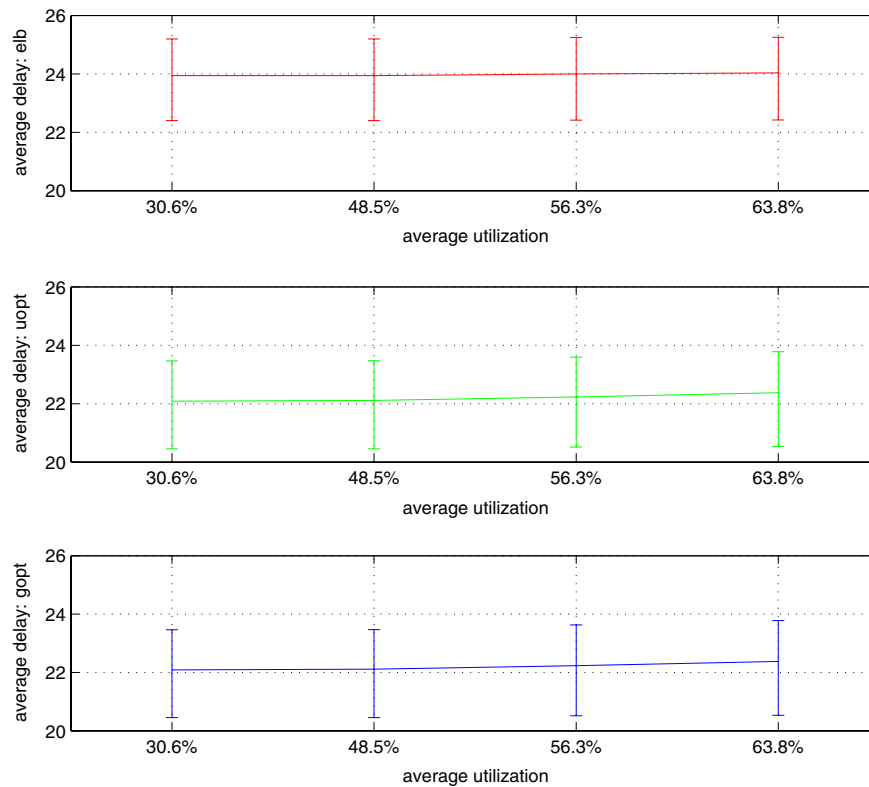 26
24
22
20
average delay: elb
30.6% 48.5% 56.3% 63.8%
average utilization
26
24
22
20
average delay: uopt
30.6% 48.5% 56.3% 63.8%
average utilization
26
24
22
20
average delay: gopt
30.6% 48.5% 56.3% 63.8%
average utilization